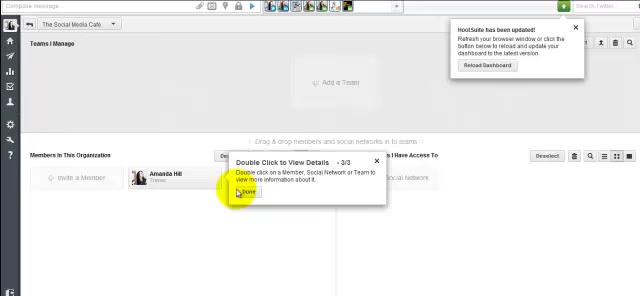 Compose message...
Search Twitter...
The Social Media Café
HootSuite has been updated!
Refresh your browser window or click the
button below to reload and update your
dashboard to the latest version.
Reload Dashboard
Teams I Manage
Add a Team
Drag & drop members and social networks in to teams
Members In This Organization
I Have Access To
Deselect
Invite a Member
Amanda Hill
Social Network
Double Click to View Details - 3/3
Double click on a Member, Social Network or Team to
view more information about it.
Done